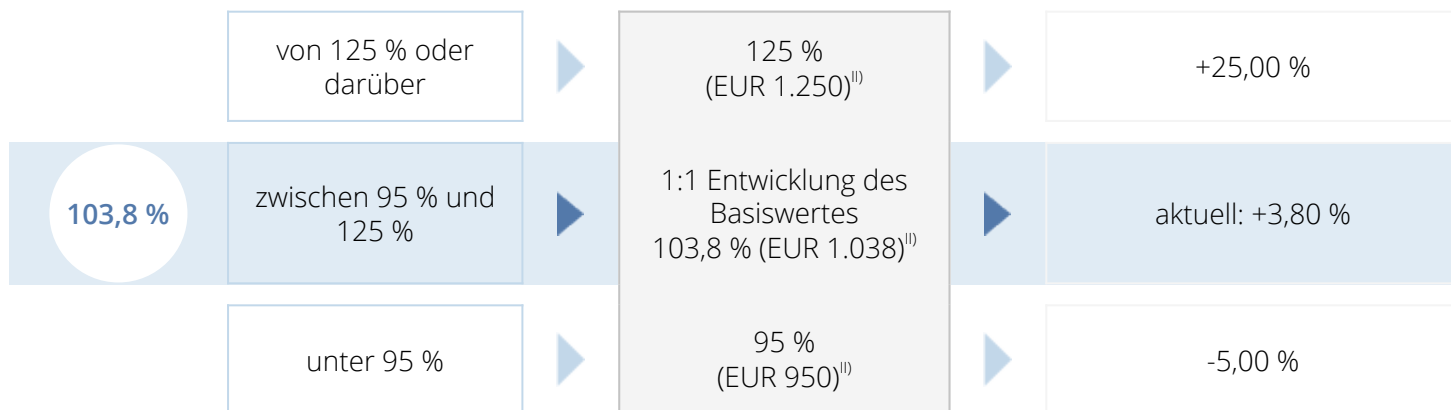 von 125 % oder
darüber
125 %
(EUR 1.250)II)
+25,00 %
103,8 %
zwischen 95 % und
125 %
1:1 Entwicklung des
Basiswertes
103,8 % (EUR 1.038)II)
aktuell: +3,80 %
unter 95 %
95 %
(EUR 950)II)
-5,00 %